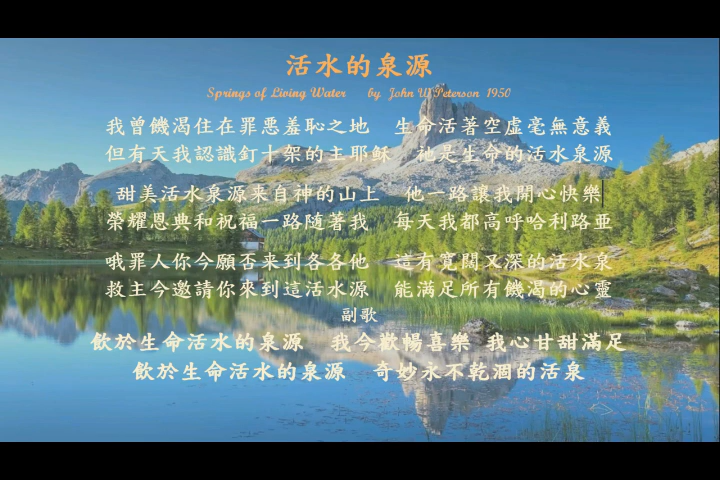 活水的泉源
Springs of Living Water by John W Peterson 1950
我曾饑渴住在罪悪羞恥之地 生命活著空虛毫無意義
但有天我認識釘十架的主耶穌 祂是生命的活水泉源
甜美活水泉源来自神的山上 他一路讓我開心快樂
榮耀恩典和祝福一路随著我 每天我都高呼哈利路亜
哦罪人你今願否来到各各他 這有寬闊又深的活水泉
救主今邀請你來到這活水源 能滿足所有饑渴的心靈
副歌
飲於生命活水的泉源 我今歡暢喜樂 我心甘甜滿足
飲於生命活水的泉源 奇妙永不乾涸的活泉